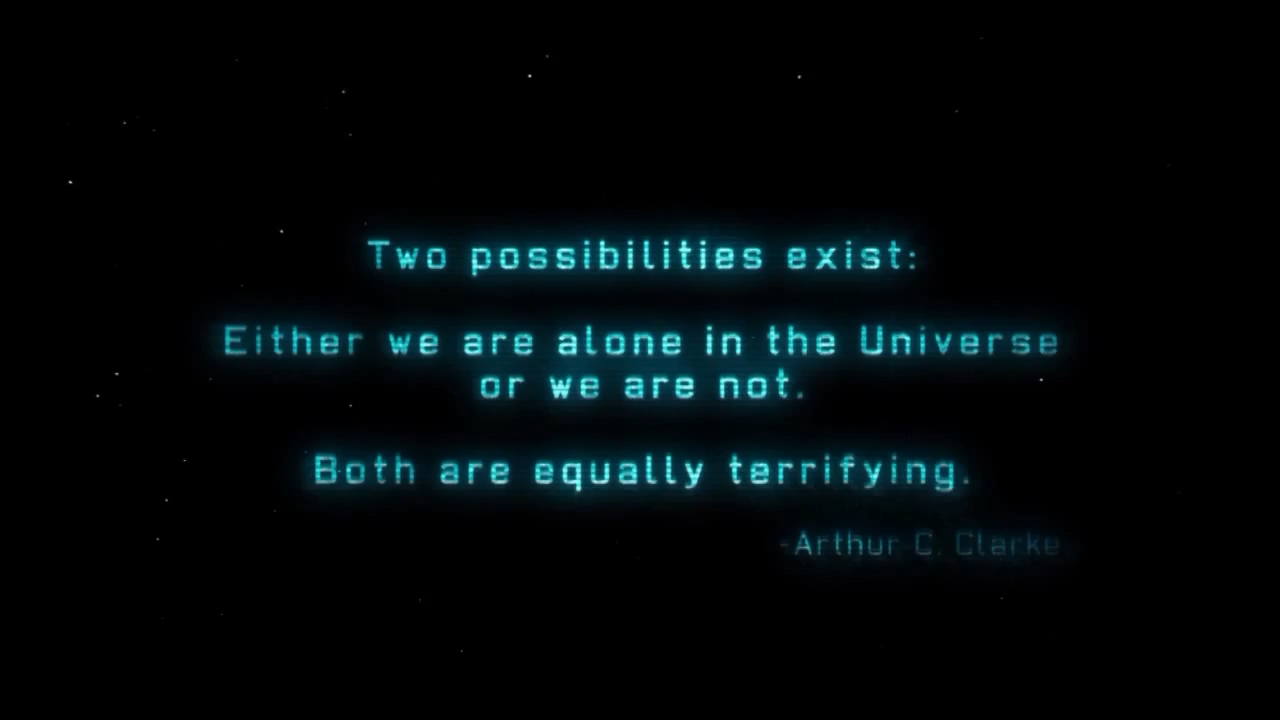 Two possibilities exist:
Either we are alone in the Universe
or we are not.
Both are equally terrifying.
-Arthur C. Clarke